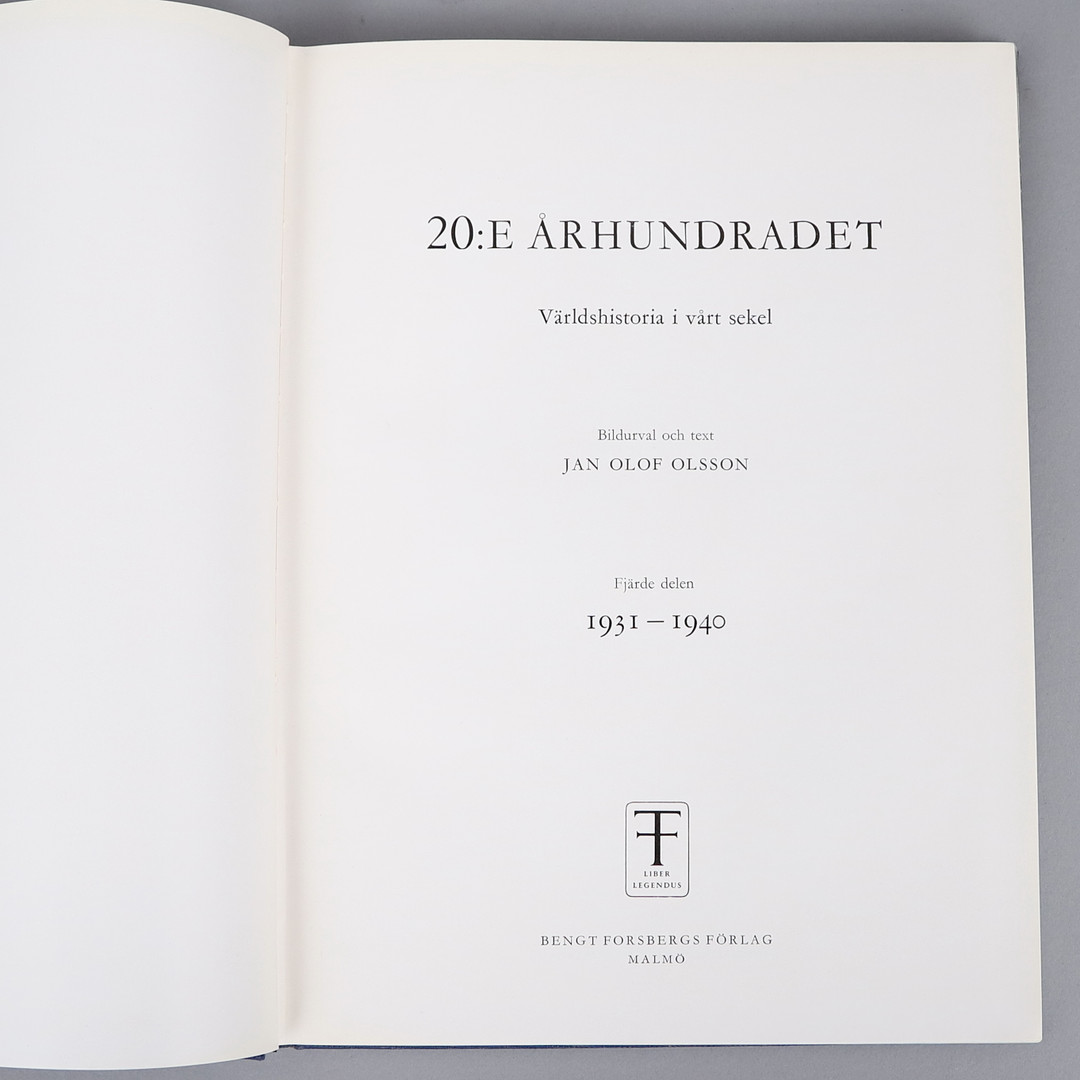 20:E ÅRHUNDRADET
Världshistoria i vårt sekel
Bildurval och text
JAN OLOF OLSSON
Fjärde delen
1931 – 1940
F
LIBER
LEGENDUS
BENGT FORSBERGS FÖRLAG
MALMÖ